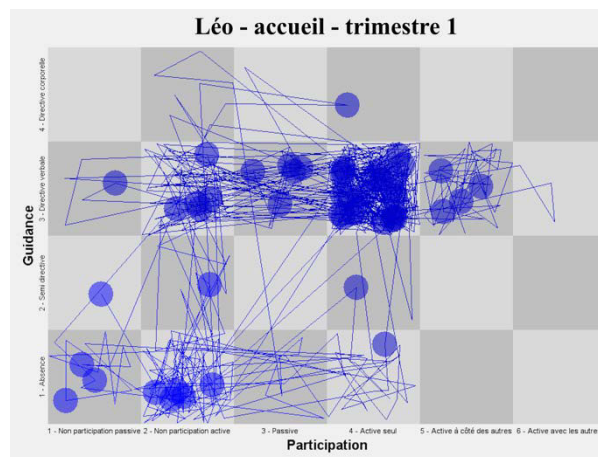 Léo - accueil - trimestre 1
4 - Directive corporelle
3 - Directive verbale
2 - Semi directive
1 - Absence
Guidance
1 - Non participation passive
2 - Non participation active
3 - Passive
4 - Active seul
5 - Active à côté des autres
6 - Active avec les autre
Participation